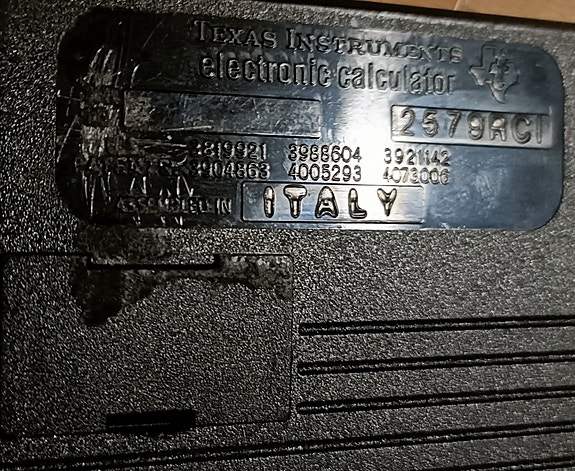 TEXAS INSTRUMENTS
electronic calculator
2579RCI
3819921 3988604 3921142
3904863 4005293 4073006
ASSEMBLED IN ITALY